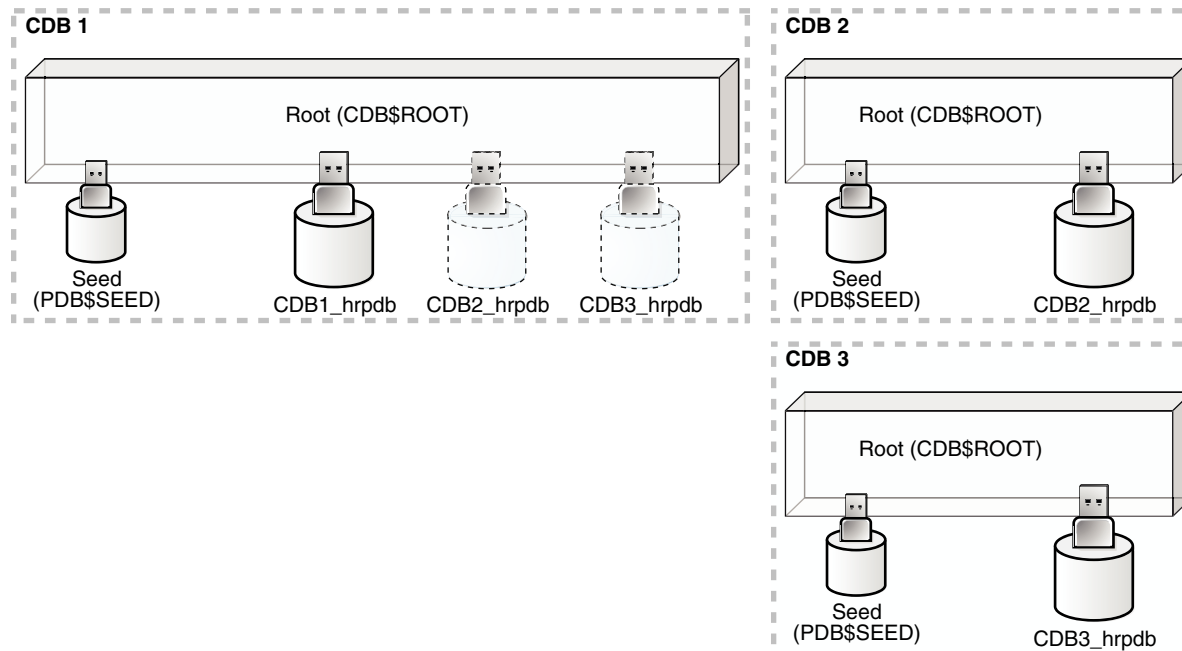 CDB 1
Root (CDB$ROOT)
Seed
(PDB$SEED)
CDB1_hrpdb
CDB2_hrpdb
CDB3_hrpdb
CDB 2
Root (CDB$ROOT)
Seed
(PDB$SEED)
CDB2_hrpdb
CDB 3
Root (CDB$ROOT)
Seed
(PDB$SEED)
CDB3_hrpdb